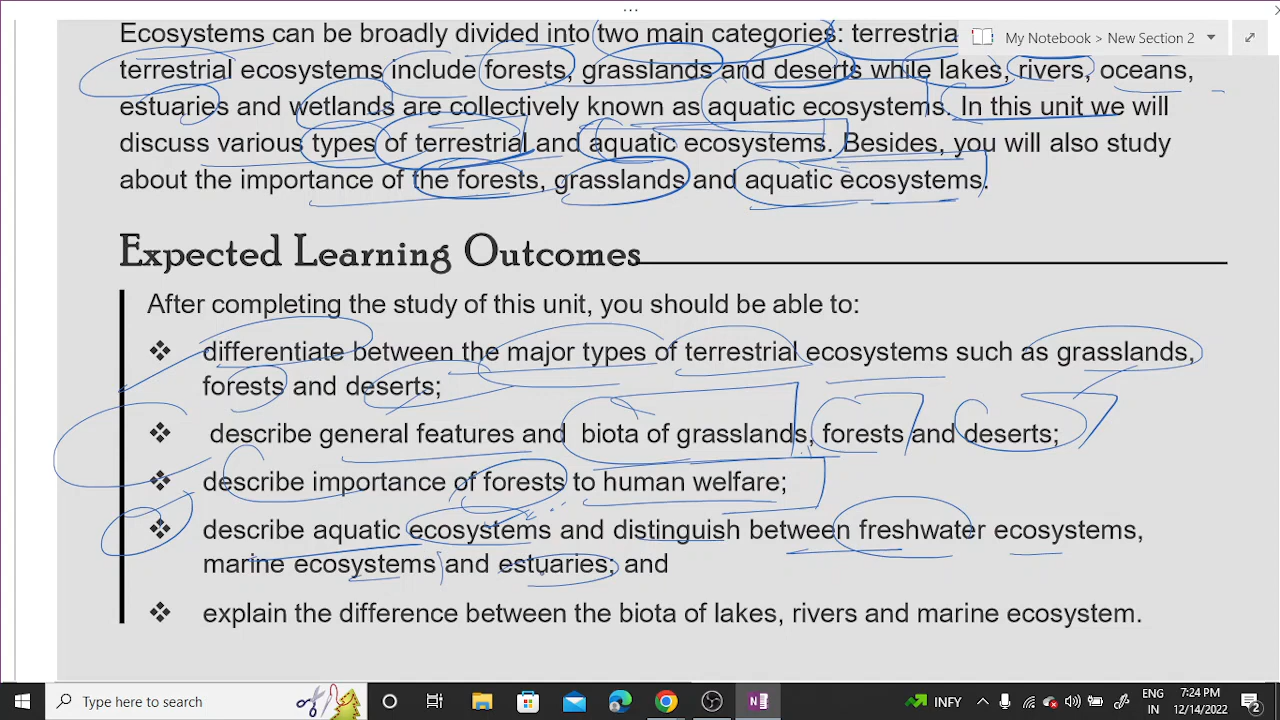 ...
Ecosystems can be broadly divided into two main categories: terrestria
My Notebook > New Section 2
terrestrial ecosystems include forests, grasslands and deserts while lakes, rivers, oceans,
estuaries and wetlands are collectively known as aquatic ecosystems. In this unit we will
discuss various types of terrestrial and aquatic ecosystems. Besides, you will also study
about the importance of the forests, grasslands and aquatic ecosystems.
Expected Learning Outcomes
After completing the study of this unit, you should be able to:
❖ differentiate between the major types of terrestrial ecosystems such as grasslands,
forests and deserts;
❖ describe general features and biota of grasslands, forests and deserts;
❖ describe importance of forests to human welfare;
❖ describe aquatic ecosystems and distinguish between freshwater ecosystems,
marine ecosystems and estuaries; and
❖ explain the difference between the biota of lakes, rivers and marine ecosystem.
Type here to search
INFY
ENG
IN
7:24 PM
12/14/2022
2